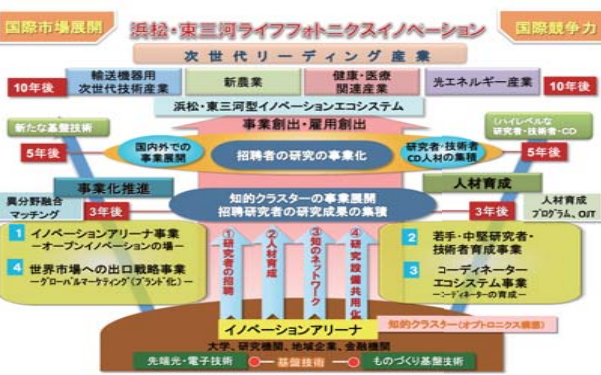 国際市場展開
浜松・東三河ライフフォトニクスイノベーション
国際競争力
次世代リーディング産業
10年後
輸送機器用
次世代技術産業
新農業
健康・医療
関連産業
光エネルギー産業
10年後
浜松・東三河型イノベーションエコシステム
新たな基盤技術
事業創出・雇用創出
(ハイレベルな
研究者・技術者・CD
5年後
国内外での
事業展開
招聘者の研究の事業化
研究者・技術者
CD人材の集積
5年後
事業化推進
知的クラスターの事業展開
招聘研究者の研究成果の集積
人材育成
異分野融合
マッチング
3年後
3年後
人材育成
プログラム、OJT
1 イノベーションアリーナ事業
−オープンイノベーションの場−
4 世界市場への出口戦略事業
−グローバルマーケティング(ブランド化)−
①研究者の招聘
②人材育成
③知のネットワーク
④研究設備共用化
2 若手・中堅研究者・
技術者育成事業
3 コーディネーター
エコシステム事業
−コーディネーターの育成−
イノベーションアリーナ
知的クラスター(オプトロニクス構想)
大学、研究機関、地域企業、金融機関
先端光・電子技術
基盤技術
ものづくり基盤技術